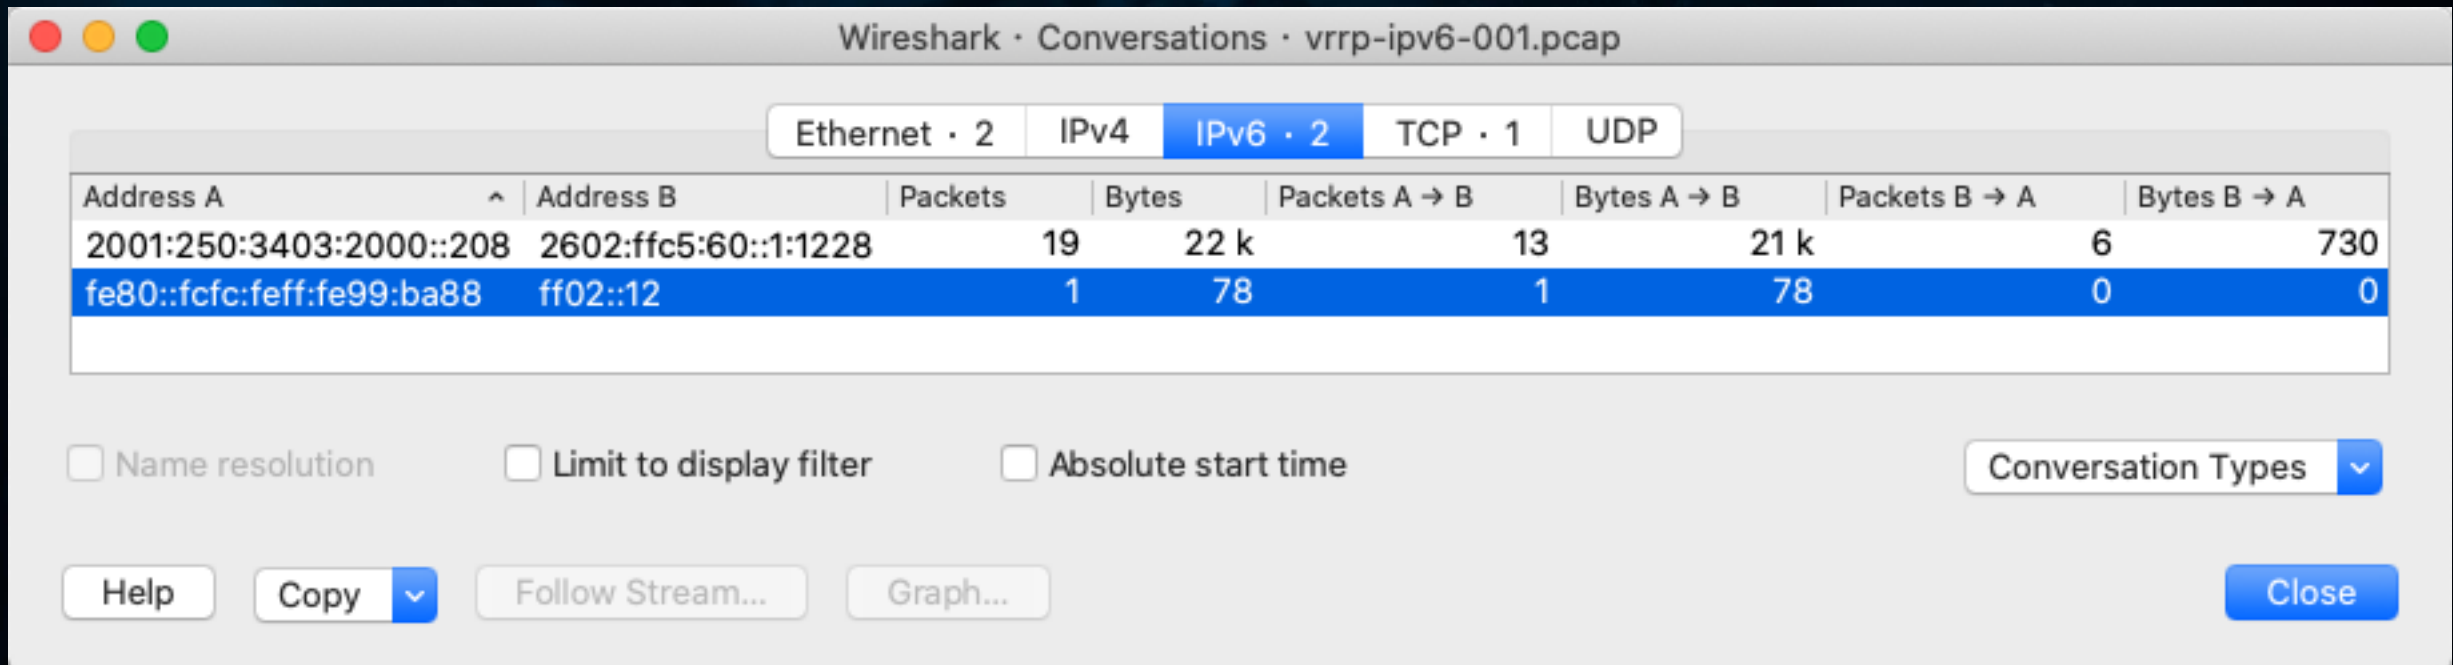 Wireshark · Conversations · vrrp-ipv6-001.pcap
Ethernet · 2 IPv4 IPv6 · 2 TCP · 1 UDP
Address A Address B Packets Bytes Packets A → B Bytes A → B Packets B → A Bytes B → A
2001:250:3403:2000::208 2602:ffc5:60::1:1228 19 22 k 13 21 k 6 730
fe80::fcfc:feff:fe99:ba88 ff02::12 1 78 1 78 0 0
Name resolution Limit to display filter Absolute start time Conversation Types
Help Copy Follow Stream... Graph... Close